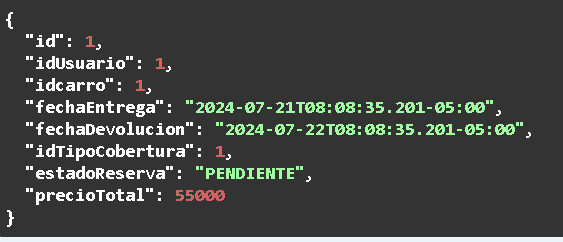 {
"id": 1,
"idUsuario": 1,
"idcarro": 1,
"fechaEntrega": "2024-07-21T08:08:35.201-05:00",
"fechaDevolucion": "2024-07-22T08:08:35.201-05:00",
"idTipoCobertura": 1,
"estadoReserva": "PENDIENTE",
"precioTotal": 55000
}